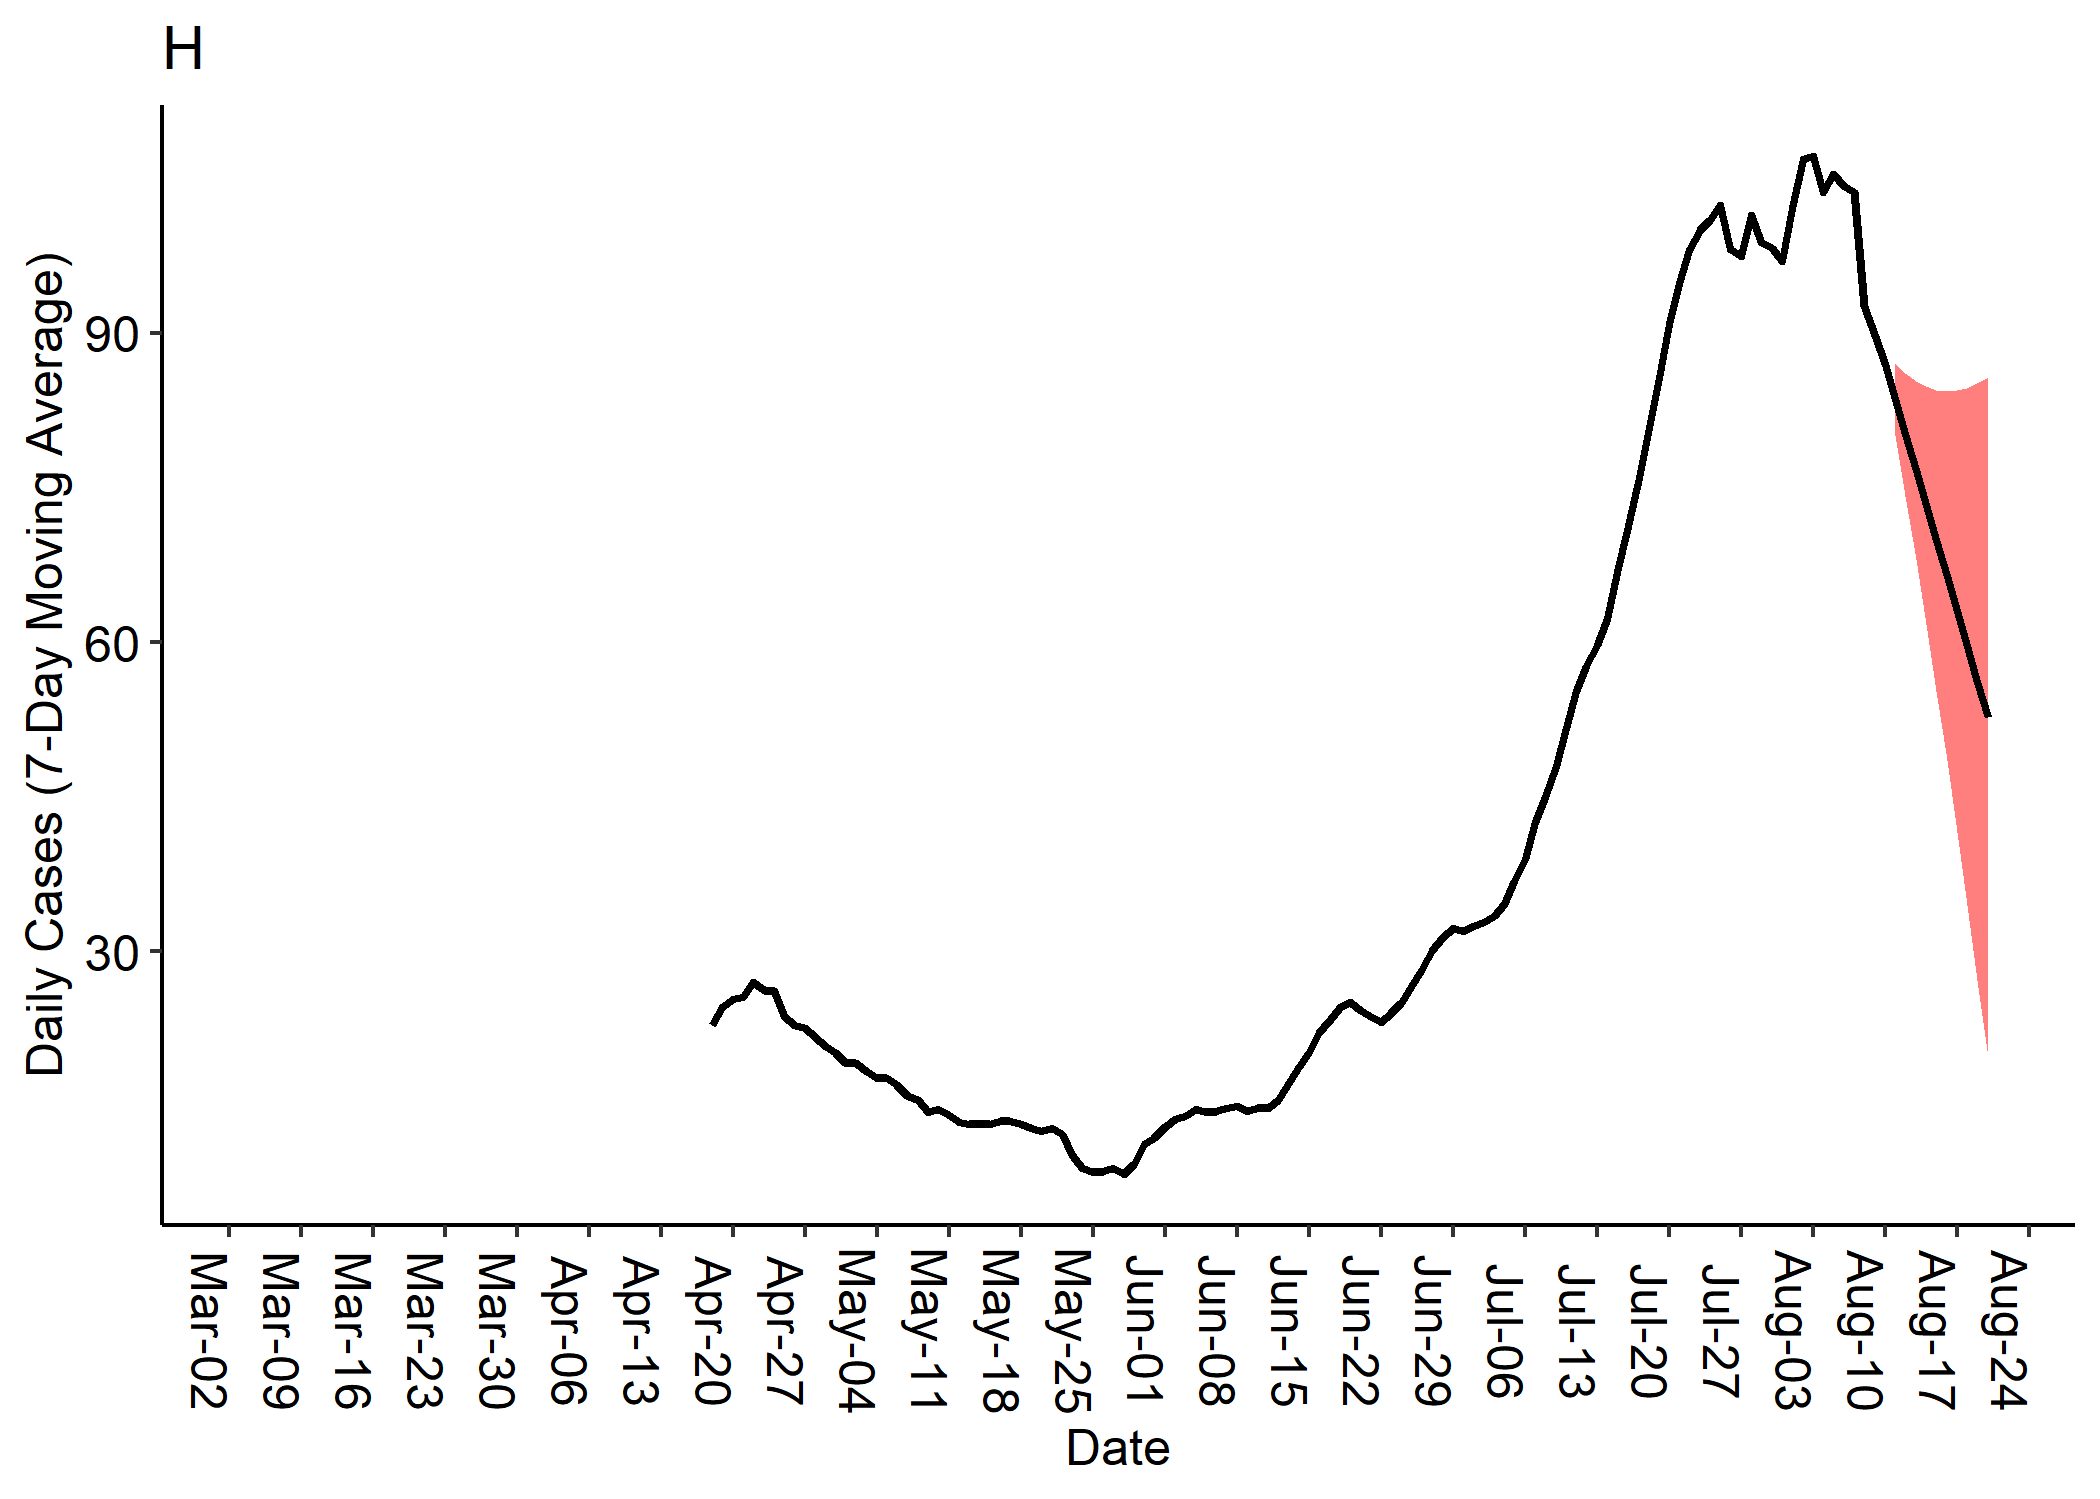 H
Daily Cases (7-Day Moving Average)
90
60
30
Mar-02
Mar-09
Mar-16
Mar-23
Mar-30
Apr-06
Apr-13
Apr-20
Apr-27
May-04
May-11
May-18
May-25
Jun-01
Jun-08
Jun-15
Jun-22
Jun-29
Jul-06
Jul-13
Jul-20
Jul-27
Aug-03
Aug-10
Aug-17
Aug-24
Date